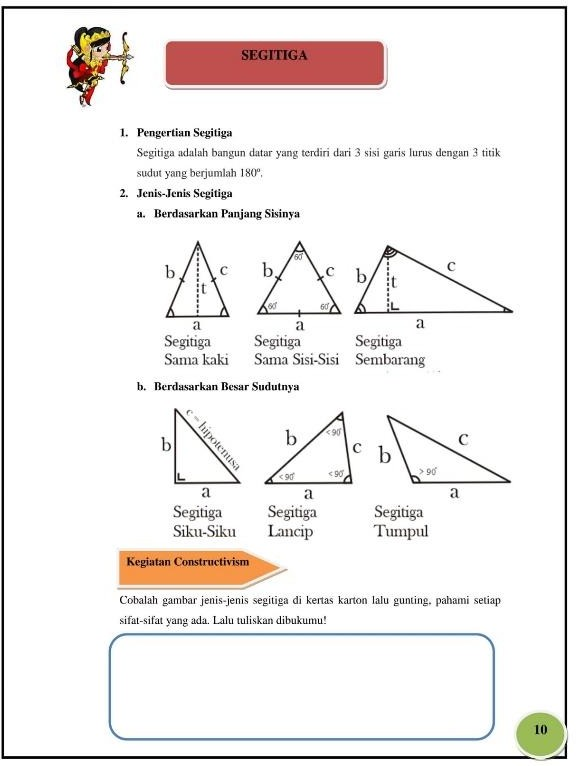 SEGITIGA
1. Pengertian Segitiga
Segitiga adalah bangun datar yang terdiri dari 3 sisi garis lurus dengan 3 titik
sudut yang berjumlah 180º.
2. Jenis-Jenis Segitiga
a. Berdasarkan Panjang Sisinya
b c t a
60° b c 60° 60° a
b t c a
Segitiga Segitiga Segitiga
Sama kaki Sama Sisi-Sisi Sembarang
b. Berdasarkan Besar Sudutnya
b c = hipotenusa a
b <90° c <90° <90° a
b c >90° a
Segitiga Segitiga Segitiga
Siku-Siku Lancip Tumpul
Kegiatan Constructivism
Cobalah gambar jenis-jenis segitiga di kertas karton lalu gunting, pahami setiap
sifat-sifat yang ada. Lalu tuliskan dibukumu!
10